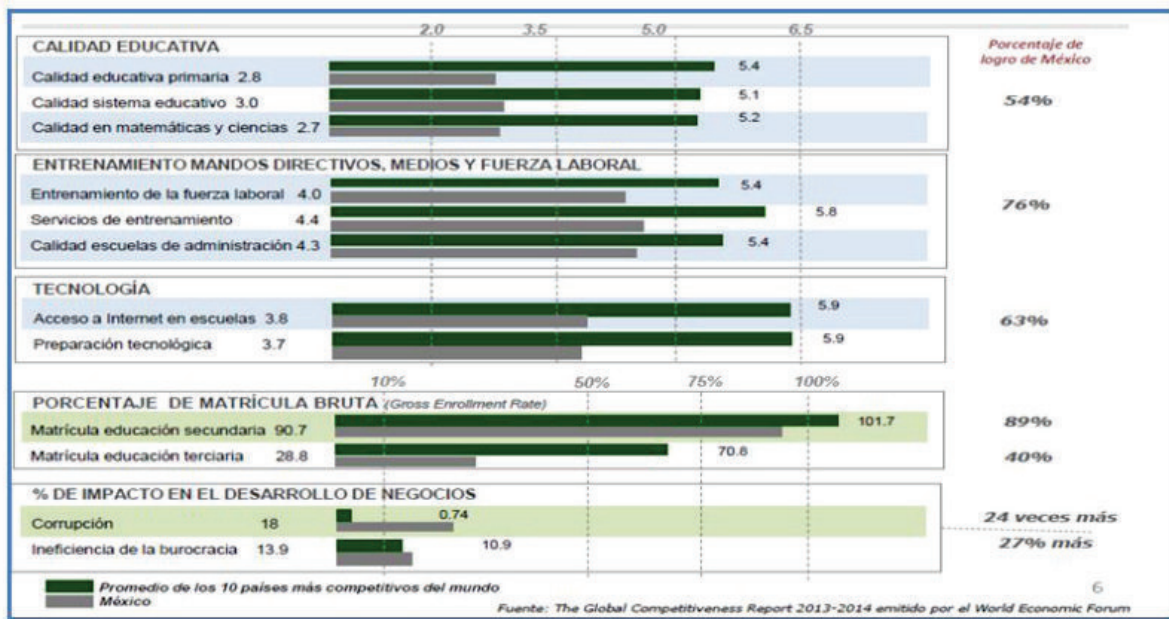 2.0 3.5 5.0 6.5
CALIDAD EDUCATIVA
Porcentaje de
logro de México
Calidad educativa primaria 2.8 5.4
Calidad sistema educativo 3.0 5.1 54%
Calidad en matemáticas y ciencias 2.7 5.2
ENTRENAMIENTO MANDOS DIRECTIVOS, MEDIOS Y FUERZA LABORAL
Entrenamiento de la fuerza laboral 4.0 5.4
Servicios de entrenamiento 4.4 5.8 76%
Calidad escuelas de administración 4.3 5.4
TECNOLOGÍA
Acceso a Internet en escuelas 3.8 5.9 63%
Preparación tecnológica 3.7 5.9
10% 50% 75% 100%
PORCENTAJE DE MATRÍCULA BRUTA (Gross Enrollment Rate)
Matrícula educación secundaria 90.7 101.7 89%
Matrícula educación terciaria 28.8 70.8 40%
% DE IMPACTO EN EL DESARROLLO DE NEGOCIOS
Corrupción 18 0.74 24 veces más
Ineficiencia de la burocracia 13.9 10.9 27% más
Promedio de los 10 países más competitivos del mundo 6
México
Fuente: The Global Competitiveness Report 2013-2014 emitido por el World Economic Forum